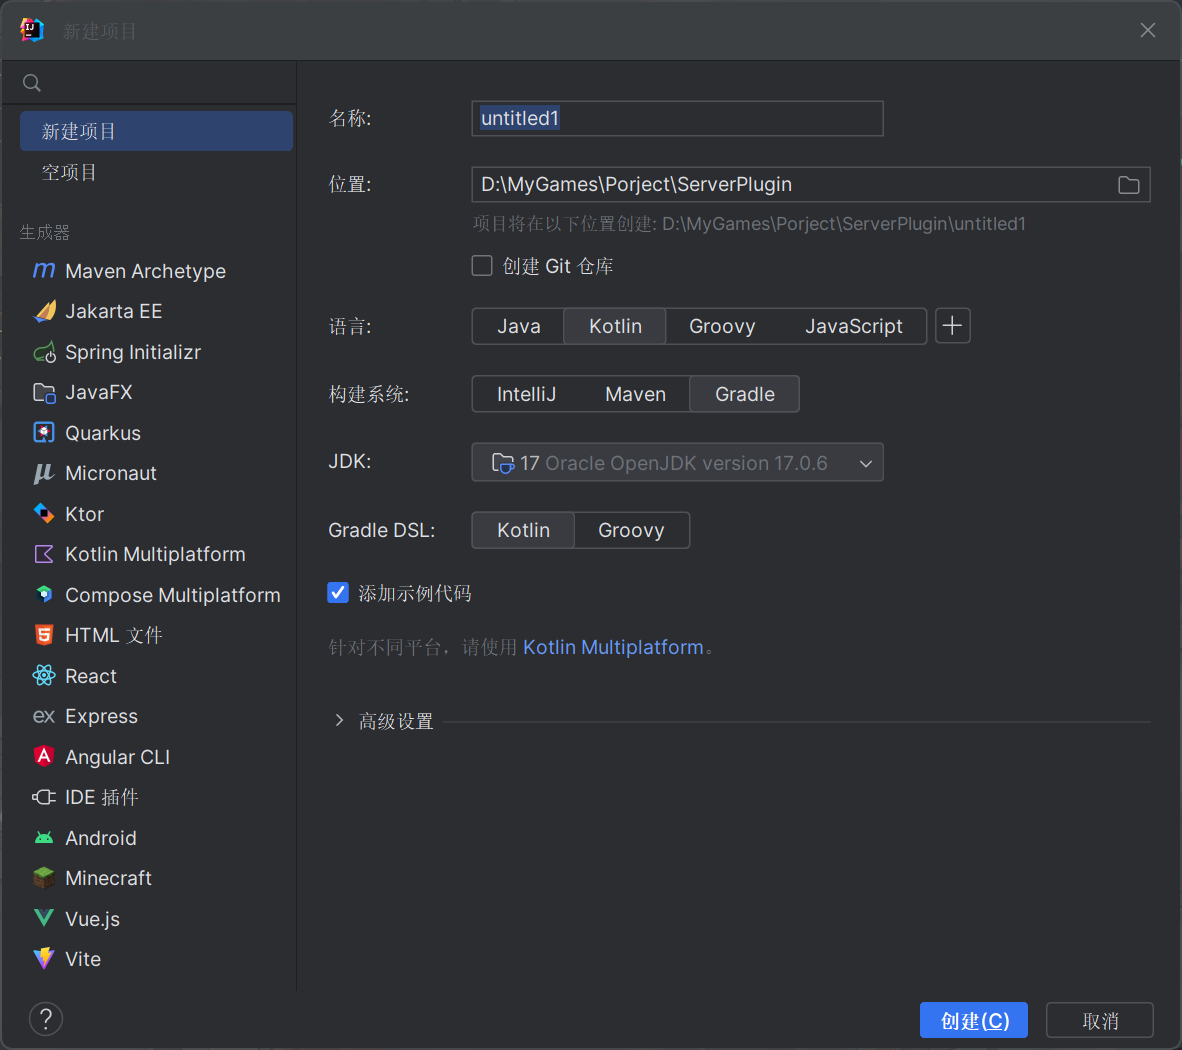 新建项目
新建项目
空项目
生成器
Maven Archetype
Jakarta EE
Spring Initializr
JavaFX
Quarkus
Micronaut
Ktor
Kotlin Multiplatform
Compose Multiplatform
HTML 文件
React
ex Express
Angular CLI
IDE 插件
Android
Minecraft
Vue.js
Vite
?
名称:
untitled1
位置:
D:\MyGames\Porject\ServerPlugin
项目将在以下位置创建: D:\MyGames\Porject\ServerPlugin\untitled1
创建 Git 仓库
语言:
Java Kotlin Groovy JavaScript
构建系统:
IntelliJ Maven Gradle
JDK:
17 Oracle OpenJDK version 17.0.6
Gradle DSL:
Kotlin Groovy
添加示例代码
针对不同平台，请使用 Kotlin Multiplatform。
高级设置
创建(C) 取消